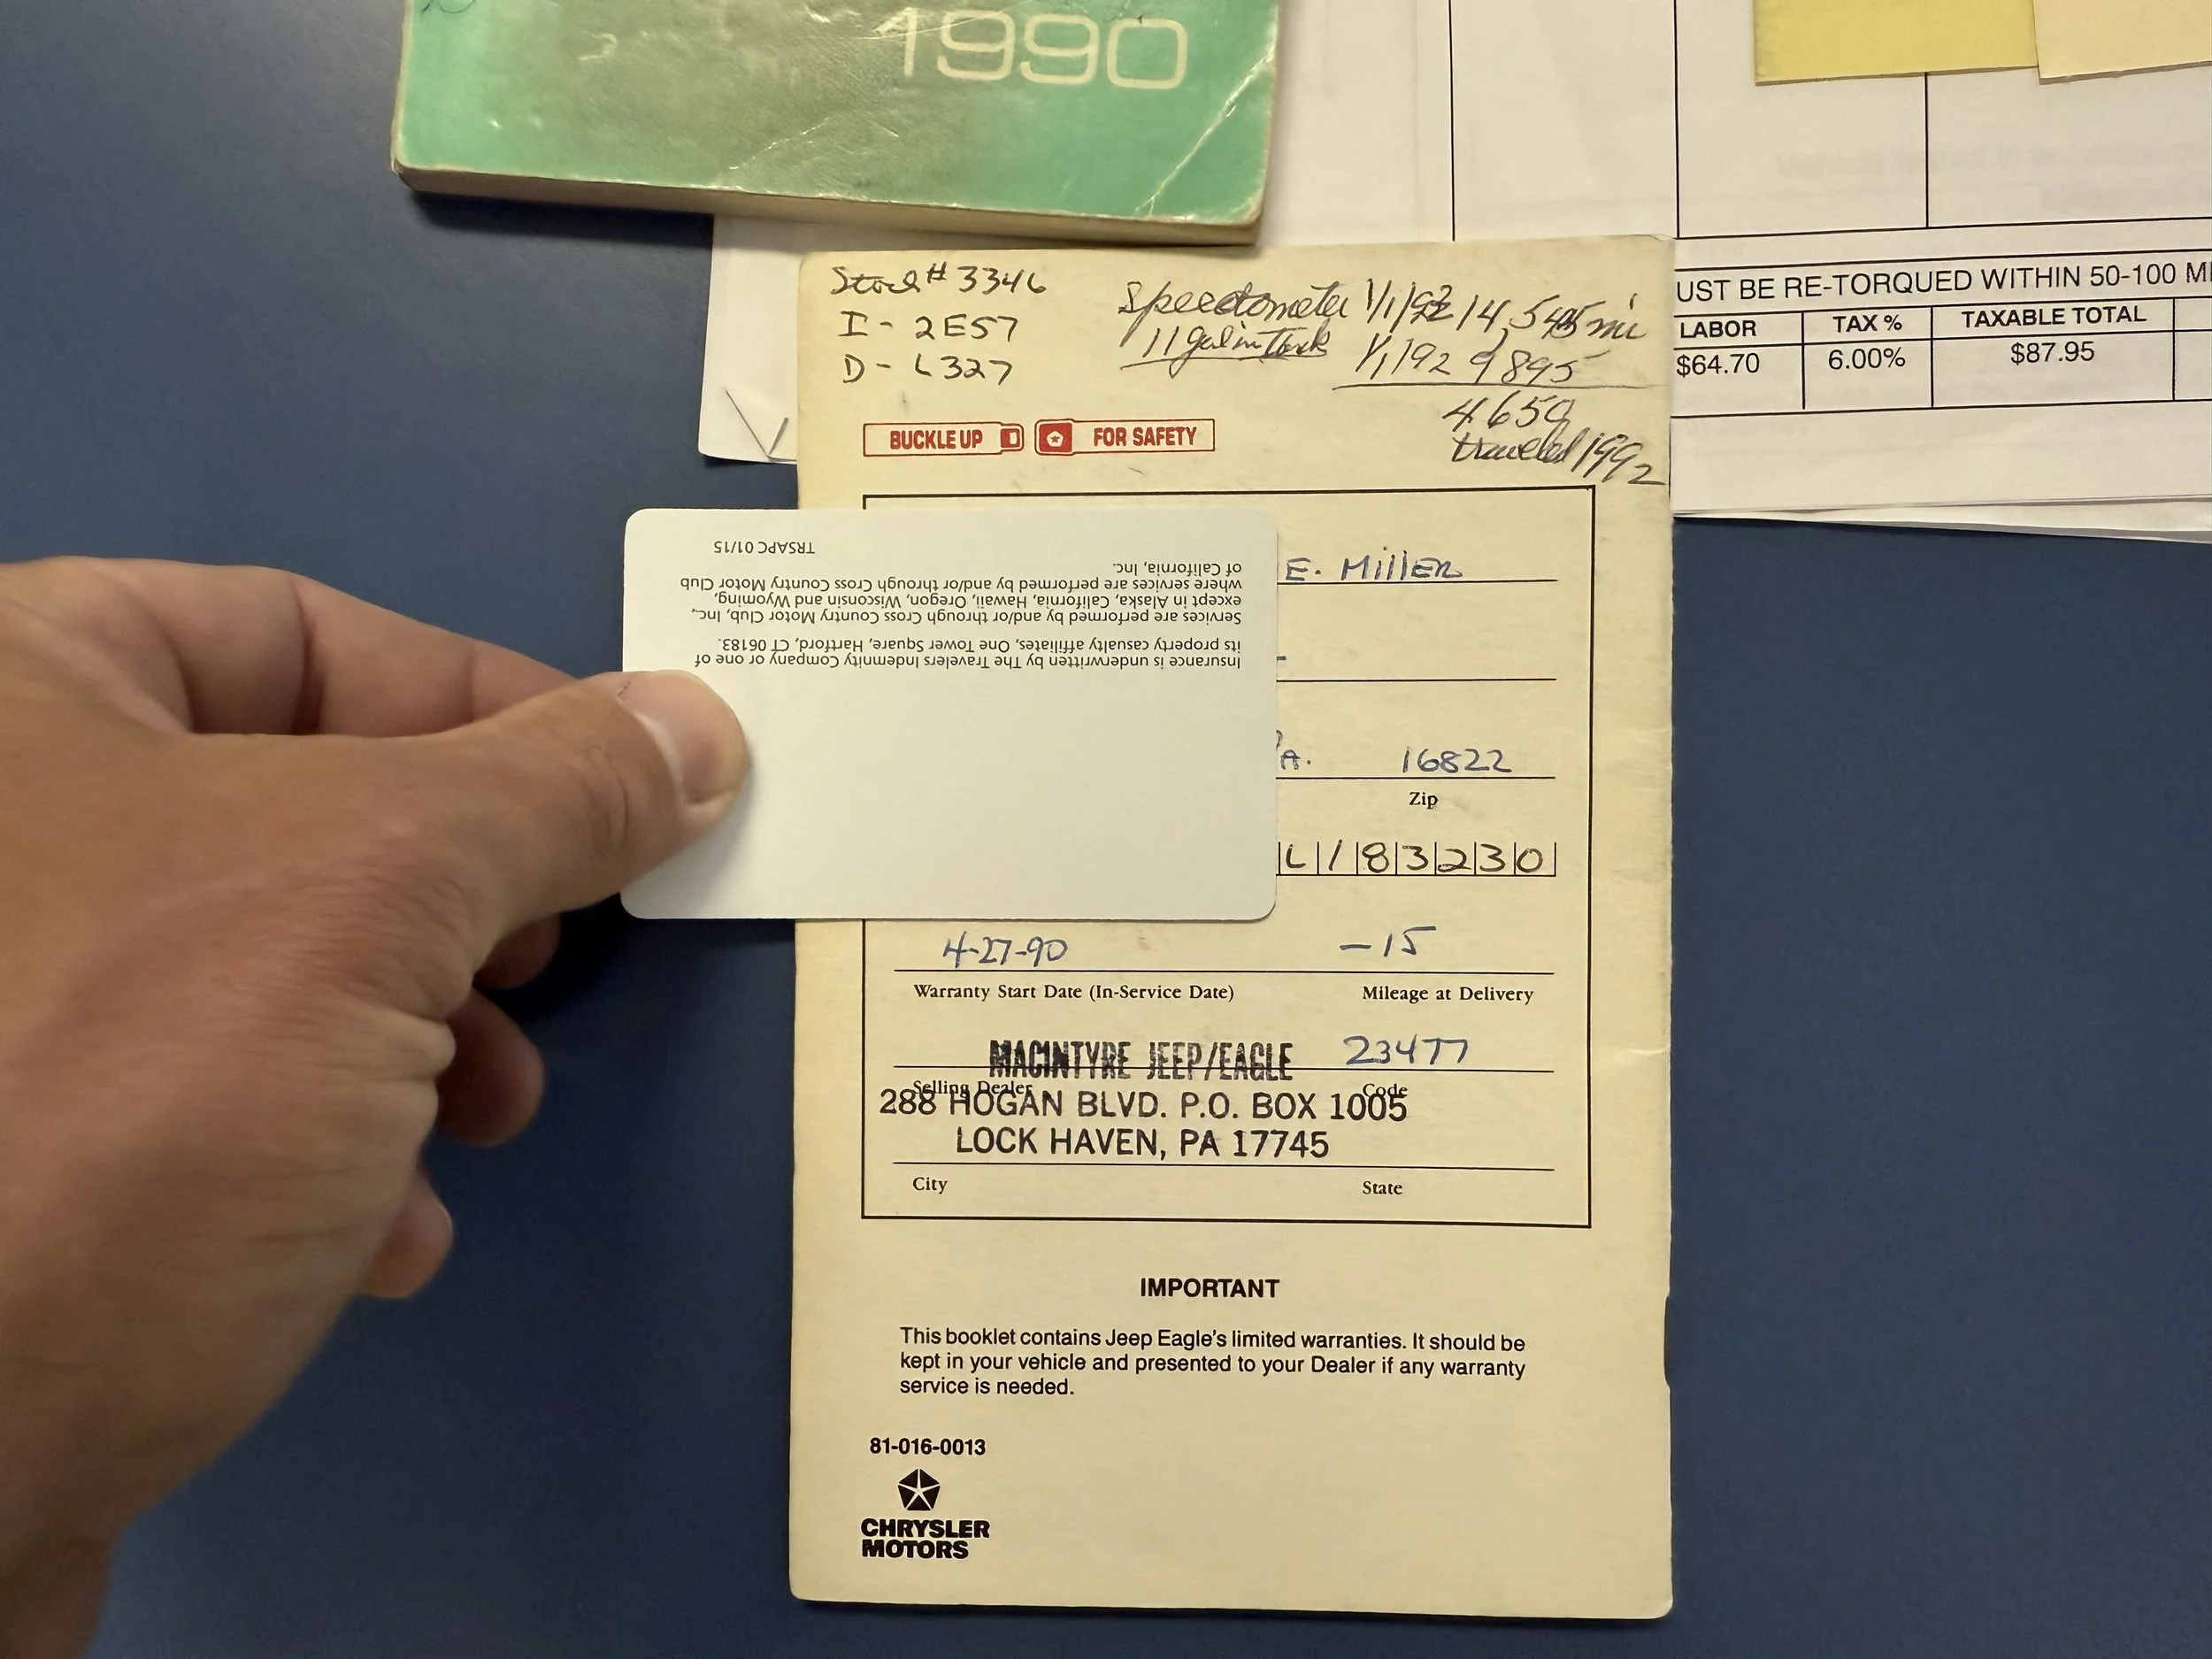 1990
UST BE RE-TORQUED WITHIN 50-100 M
LABOR TAX % TAXABLE TOTAL
$64.70 6.00% $87.95
Stock# 3346
I - 2E57
D - L327
Speedometer 1/1/93 14,545 mi
11 gal in tank 1/1/92 9895
4650
traveled 1992
BUCKLE UP FOR SAFETY
TRSAPC 01/15
Insurance is underwritten by The Travelers Indemnity Company or one of
its property casualty affiliates, One Tower Square, Hartford, CT 06183.
Services are performed by and/or through Cross Country Motor Club, Inc.,
except in Alaska, California, Hawaii, Oregon, Wisconsin and Wyoming,
where services are performed by and/or through Cross Country Motor Club
of California, Inc.
E. MillER
A. 16822
Zip
L183230
4-27-90 -15
Warranty Start Date (In-Service Date) Mileage at Delivery
MACINTYRE JEEP/EAGLE 23477
Selling Dealer Code
288 HOGAN BLVD. P.O. BOX 1005
LOCK HAVEN, PA 17745
City State
IMPORTANT
This booklet contains Jeep Eagle's limited warranties. It should be
kept in your vehicle and presented to your Dealer if any warranty
service is needed.
81-016-0013
CHRYSLER
MOTORS